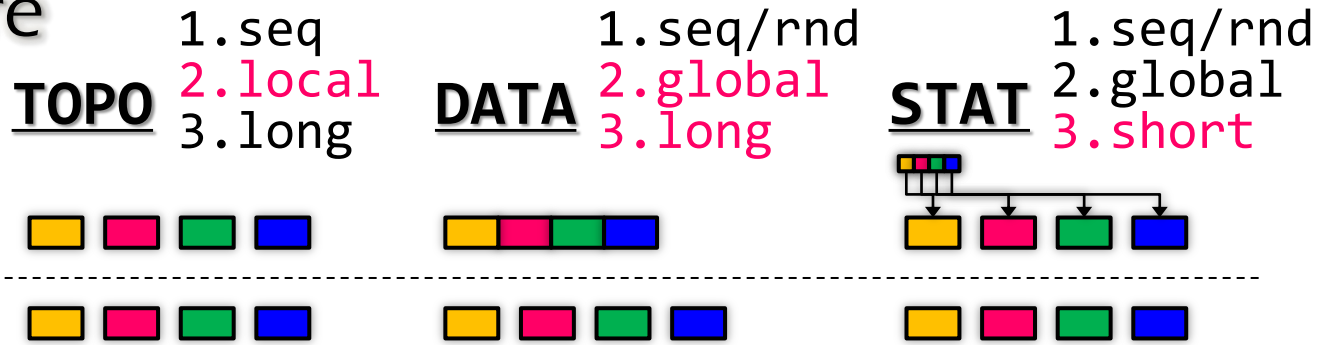 re
TOPO
1.seq
2.local
3.long
DATA
1.seq/rnd
2.global
3.long
STAT
1.seq/rnd
2.global
3.short